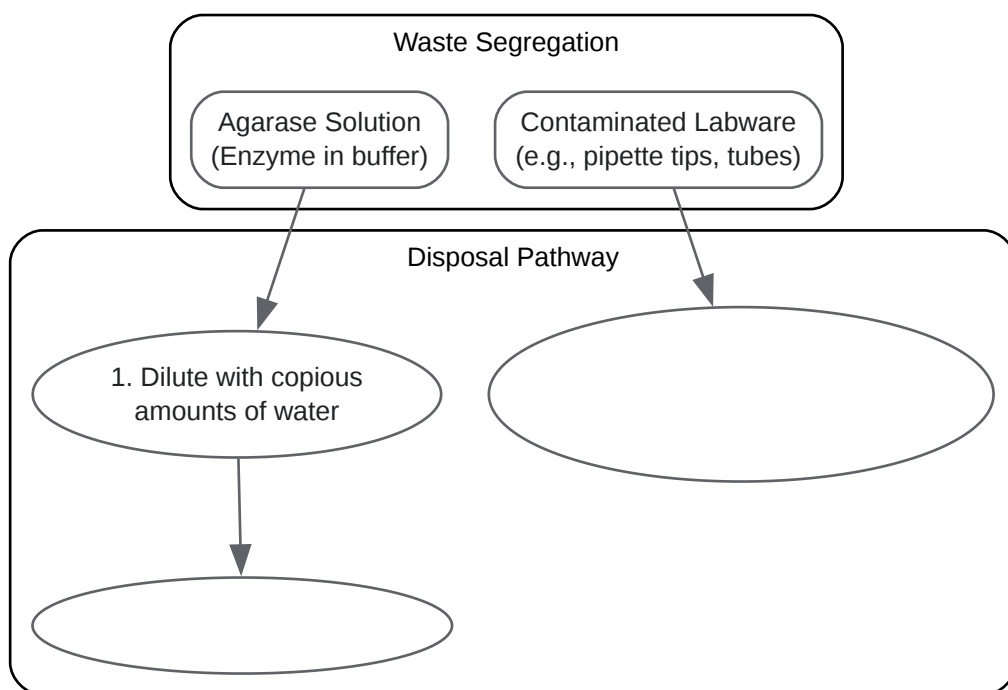 Waste Segregation
Agarase Solution
(Enzyme in buffer)
Contaminated Labware
(e.g., pipette tips, tubes)
Disposal Pathway
1. Dilute with copious
amounts of water